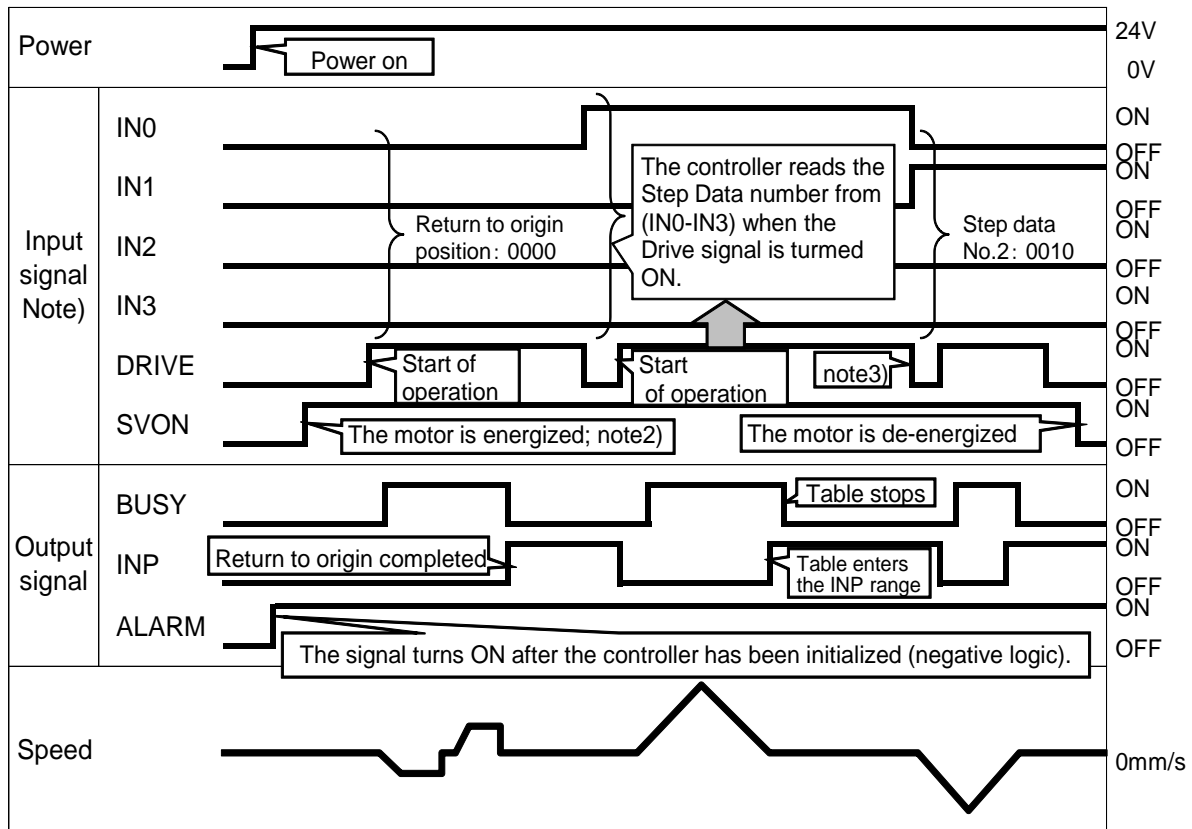 Power
Power on
24V
0V
Input
signal
Note)
IN0
ON
OFF
IN1
ON
OFF
IN2
ON
OFF
IN3
ON
OFF
Return to origin
position: 0000
The controller reads the
Step Data number from
(IN0-IN3) when the
Drive signal is turmed
ON.
Step data
No.2: 0010
DRIVE
Start of
operation
Start
of operation
note3)
ON
OFF
SVON
The motor is energized; note2)
The motor is de-energized
ON
OFF
Output
signal
BUSY
Table stops
ON
OFF
INP
Return to origin completed
Table enters
the INP range
ON
OFF
ALARM
The signal turns ON after the controller has been initialized (negative logic).
ON
OFF
Speed
0mm/s